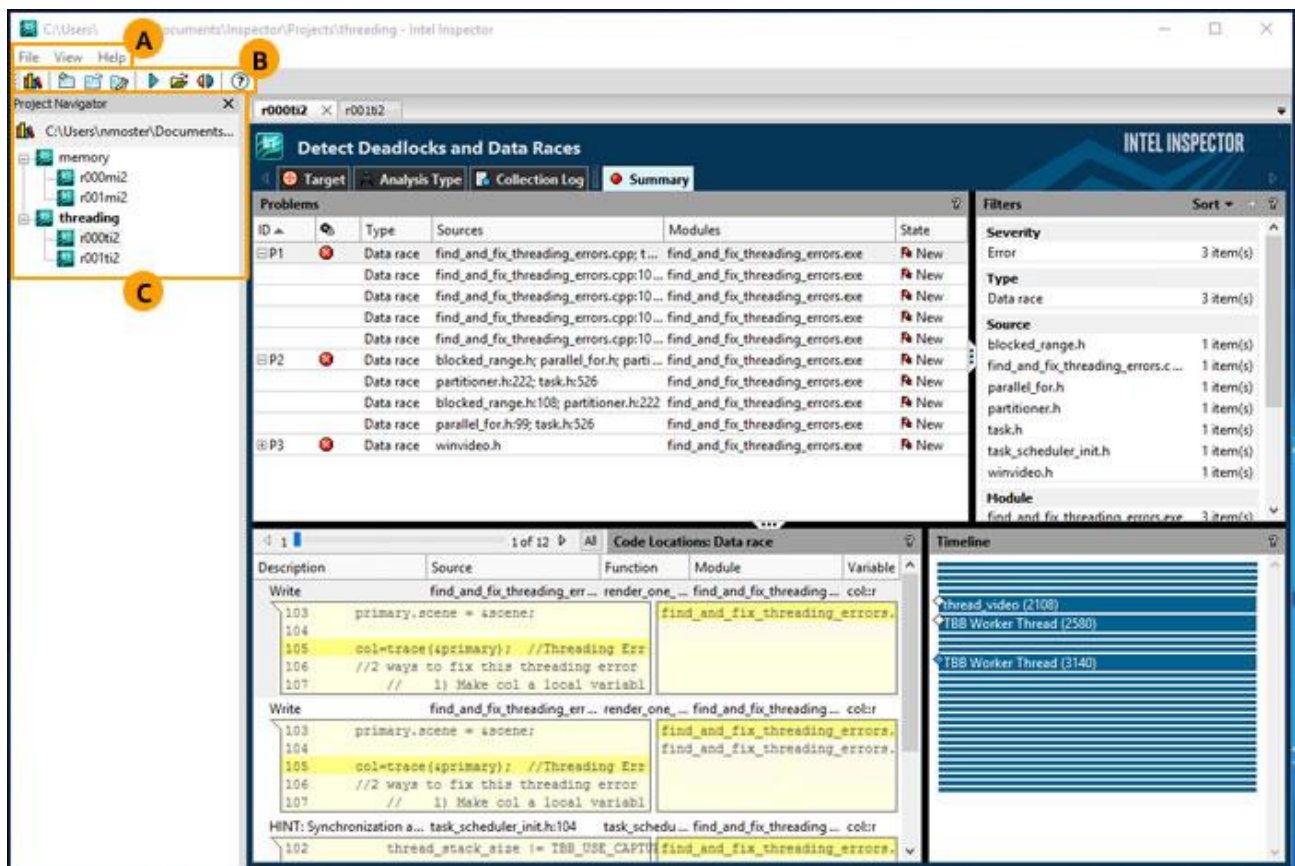 C:\Users\ ocuments\Inspector\Projects\threading - Intel Inspector
A
File View Help
B
Project Navigator
C:\Users\nmoster\Documents...
memory
r000mi2
r001mi2
threading
r000ti2
r001ti2
C
r000ti2 r001ti2
Detect Deadlocks and Data Races
INTEL INSPECTOR
Target Analysis Type Collection Log Summary
Problems
ID Type Sources Modules State
P1 Data race find_and_fix_threading_errors.cpp; t... find_and_fix_threading_errors.exe New
Data race find_and_fix_threading_errors.cpp:10... find_and_fix_threading_errors.exe New
Data race find_and_fix_threading_errors.cpp:10... find_and_fix_threading_errors.exe New
Data race find_and_fix_threading_errors.cpp:10... find_and_fix_threading_errors.exe New
Data race find_and_fix_threading_errors.cpp:10... find_and_fix_threading_errors.exe New
P2 Data race blocked_range.h; parallel_for.h; parti ... find_and_fix_threading_errors.exe New
Data race partitioner.h:222; task.h:526 find_and_fix_threading_errors.exe New
Data race blocked_range.h:108; partitioner.h:222 find_and_fix_threading_errors.exe New
Data race parallel_for.h:99; task.h:526 find_and_fix_threading_errors.exe New
P3 Data race winvideo.h find_and_fix_threading_errors.exe New
Filters Sort
Severity
Error 3 item(s)
Type
Data race 3 item(s)
Source
blocked_range.h 1 item(s)
find_and_fix_threading_errors.c ... 1 item(s)
parallel_for.h 1 item(s)
partitioner.h 1 item(s)
task.h 1 item(s)
task_scheduler_init.h 1 item(s)
winvideo.h 1 item(s)
Module
find_and_fix_threading_errors.exe 3 item(s)
1 1 of 12 All Code Locations: Data race
Description Source Function Module Variable
Write find_and_fix_threading_err... render_one_... find_and_fix_threading... col::r
103 primary.scene = &scene; find_and_fix_threading_errors.
104
105 col=trace(&primary); //Threading Err
106 //2 ways to fix this threading error
107 // 1) Make col a local variabl
Write find_and_fix_threading_err... render_one_... find_and_fix_threading... col::r
103 primary.scene = &scene; find_and_fix_threading_errors.
104 find_and_fix_threading_errors.
105 col=trace(&primary); //Threading Err
106 //2 ways to fix this threading error
107 // 1) Make col a local variabl
HINT: Synchronization a... task_scheduler_init.h:104 task_schedu... find_and_fix_threading... col::r
102 thread_stack_size |= TBB_USE_CAPTU find_and_fix_threading_errors.
Timeline
thread_video (2108)
TBB Worker Thread (2580)
TBB Worker Thread (3140)